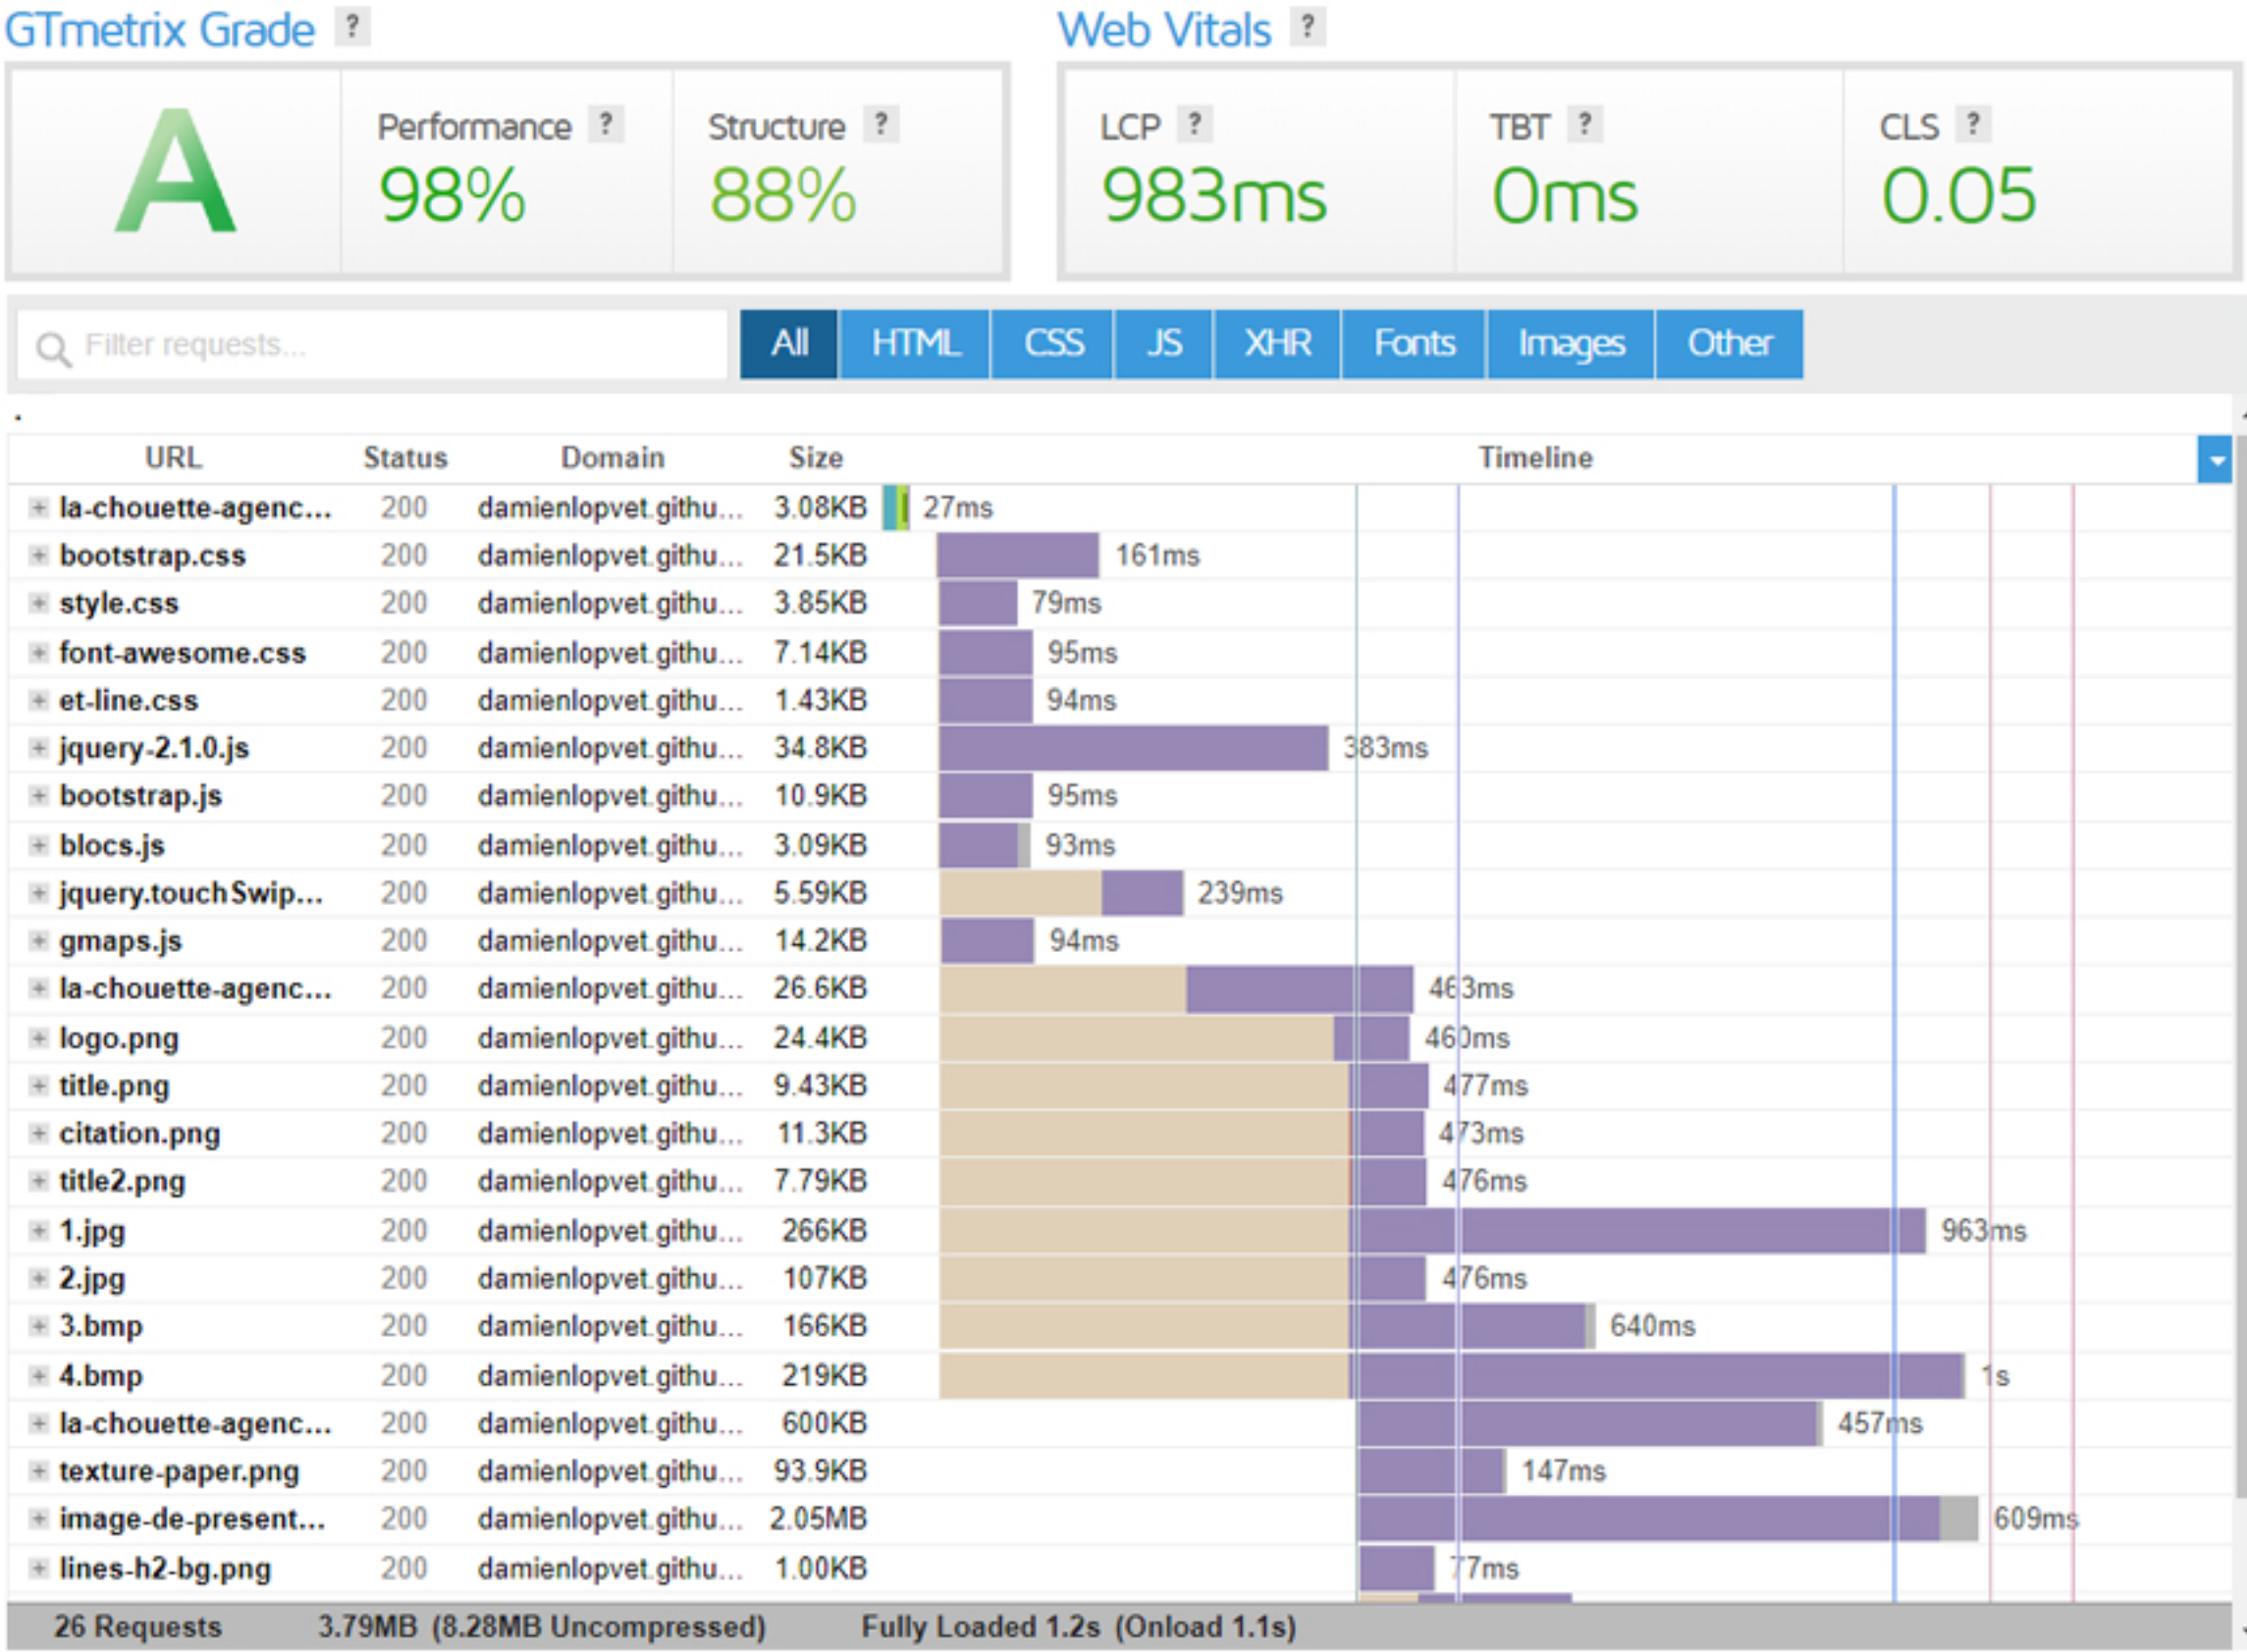 GTmetrix Grade ? Web Vitals ?
A Performance ? Structure ? LCP ? TBT ? CLS ?
98% 88% 983ms 0ms 0.05
Filter requests... All HTML CSS JS XHR Fonts Images Other
URL Status Domain Size Timeline
la-chouette-agenc... 200 damienlopvet.githu... 3.08KB 27ms
bootstrap.css 200 damienlopvet.githu... 21.5KB 161ms
style.css 200 damienlopvet.githu... 3.85KB 79ms
font-awesome.css 200 damienlopvet.githu... 7.14KB 95ms
et-line.css 200 damienlopvet.githu... 1.43KB 94ms
jquery-2.1.0.js 200 damienlopvet.githu... 34.8KB 383ms
bootstrap.js 200 damienlopvet.githu... 10.9KB 95ms
blocs.js 200 damienlopvet.githu... 3.09KB 93ms
jquery.touchSwip... 200 damienlopvet.githu... 5.59KB 239ms
gmaps.js 200 damienlopvet.githu... 14.2KB 94ms
la-chouette-agenc... 200 damienlopvet.githu... 26.6KB 463ms
logo.png 200 damienlopvet.githu... 24.4KB 460ms
title.png 200 damienlopvet.githu... 9.43KB 477ms
citation.png 200 damienlopvet.githu... 11.3KB 473ms
title2.png 200 damienlopvet.githu... 7.79KB 476ms
1.jpg 200 damienlopvet.githu... 266KB 963ms
2.jpg 200 damienlopvet.githu... 107KB 476ms
3.bmp 200 damienlopvet.githu... 166KB 640ms
4.bmp 200 damienlopvet.githu... 219KB 1s
la-chouette-agenc... 200 damienlopvet.githu... 600KB 457ms
texture-paper.png 200 damienlopvet.githu... 93.9KB 147ms
image-de-present... 200 damienlopvet.githu... 2.05MB 609ms
lines-h2-bg.png 200 damienlopvet.githu... 1.00KB 77ms
26 Requests 3.79MB (8.28MB Uncompressed) Fully Loaded 1.2s (Onload 1.1s)